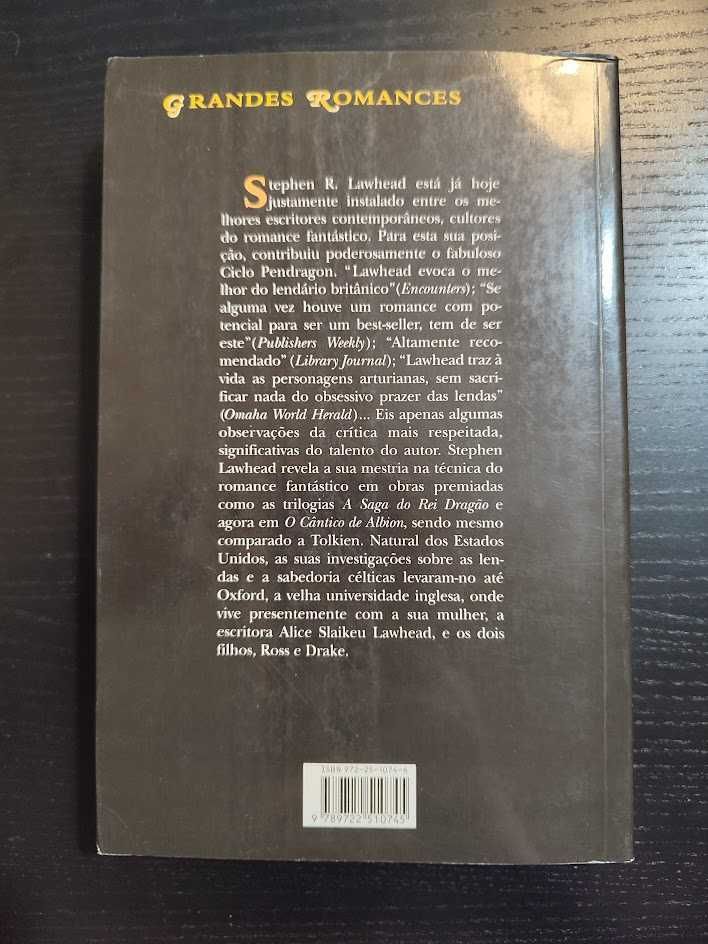 GRANDES ROMANCES
Stephen R. Lawhead está já hoje
justamente instalado entre os me-
lhores escritores contemporâneos, cultores
do romance fantástico. Para esta sua posi-
ção, contribuiu poderosamente o fabuloso
Ciclo Pendragon. “Lawhead evoca o me-
lhor do lendário britânico”(Encounters); “Se
alguma vez houve um romance com po-
tencial para ser um best-seller, tem de ser
este”(Publishers Weekly); “Altamente reco-
mendado” (Library Journal); “Lawhead traz à
vida as personagens arturianas, sem sacri-
ficar nada do obsessivo prazer das lendas”
(Omaha World Herald)... Eis apenas algumas
observações da crítica mais respeitada,
significativas do talento do autor. Stephen
Lawhead revela a sua mestria na técnica do
romance fantástico em obras premiadas
como as trilogias A Saga do Rei Dragão e
agora em O Cântico de Albion, sendo mesmo
comparado a Tolkien. Natural dos Estados
Unidos, as suas investigações sobre as len-
das e a sabedoria célticas levaram-no até
Oxford, a velha universidade inglesa, onde
vive presentemente com a sua mulher, a
escritora Alice Slaikeu Lawhead, e os dois
filhos, Ross e Drake.
ISBN 972-25-1074-6
9 789722 510745